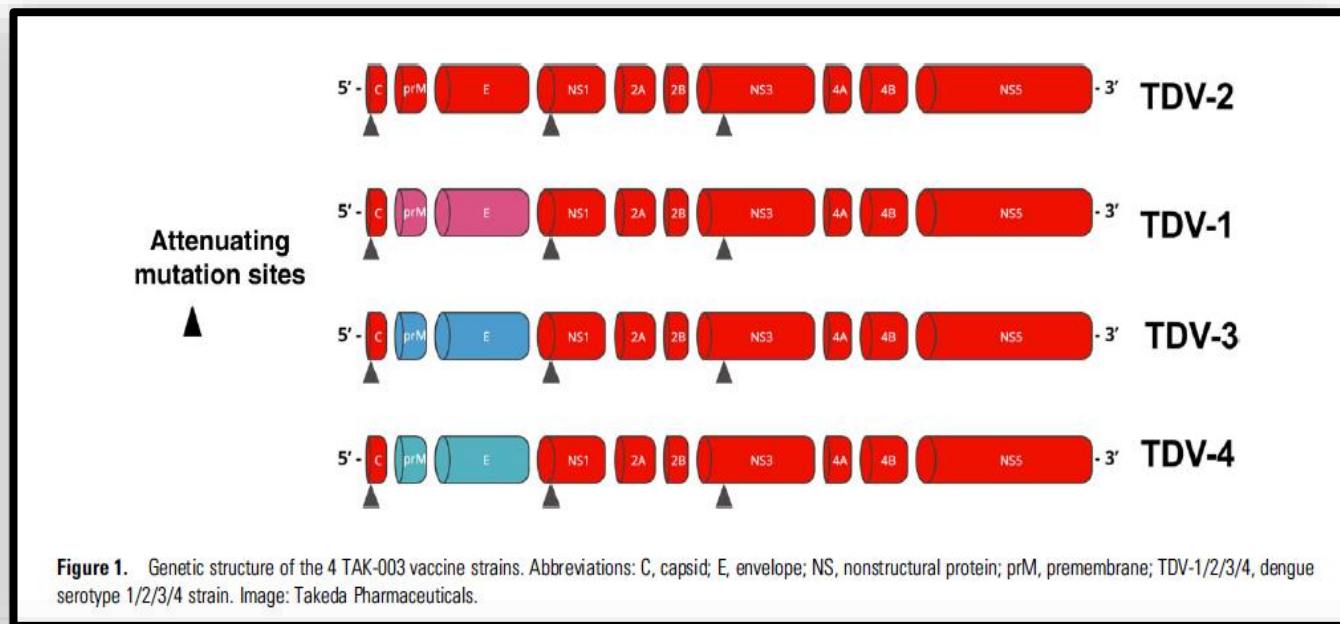 5′ - C prM E NS1 2A 2B NS3 4A 4B NS5 - 3′ TDV-2
5′ - C prM E NS1 2A 2B NS3 4A 4B NS5 - 3′ TDV-1
Attenuating
mutation sites
5′ - C prM E NS1 2A 2B NS3 4A 4B NS5 - 3′ TDV-3
5′ - C prM E NS1 2A 2B NS3 4A 4B NS5 - 3′ TDV-4
Figure 1. Genetic structure of the 4 TAK-003 vaccine strains. Abbreviations: C, capsid; E, envelope; NS, nonstructural protein; prM, premembrane; TDV-1/2/3/4, dengue
serotype 1/2/3/4 strain. Image: Takeda Pharmaceuticals.